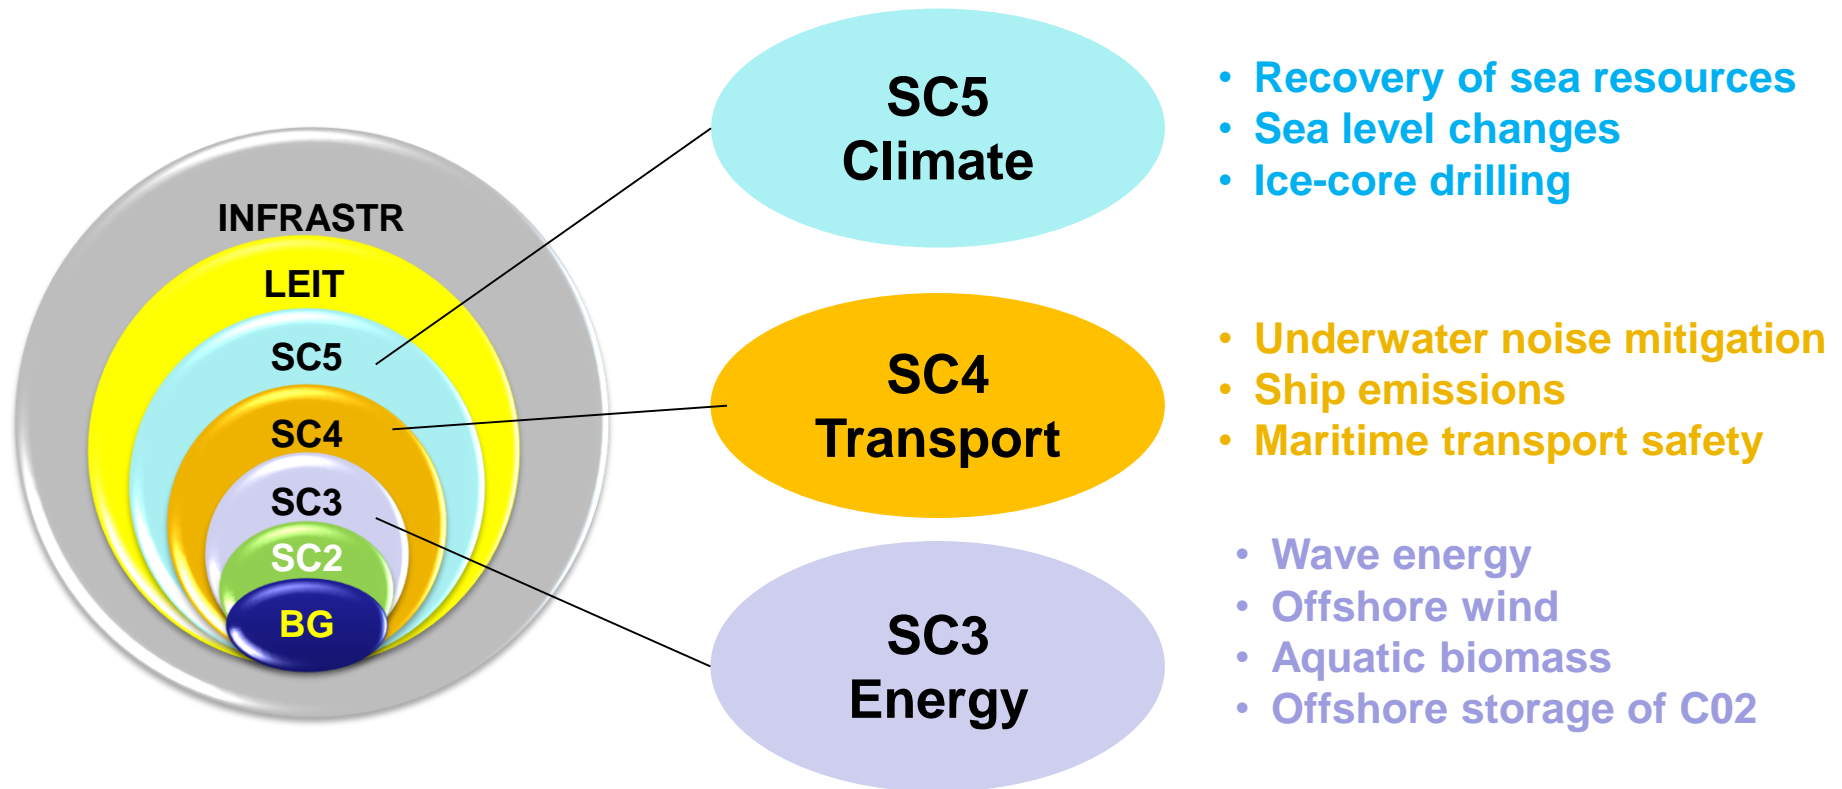 INFRASTR
LEIT
SC5
SC4
SC3
SC2
BG
SC5
Climate
• Recovery of sea resources
• Sea level changes
• Ice-core drilling
SC4
Transport
• Underwater noise mitigation
• Ship emissions
• Maritime transport safety
SC3
Energy
• Wave energy
• Offshore wind
• Aquatic biomass
• Offshore storage of C02